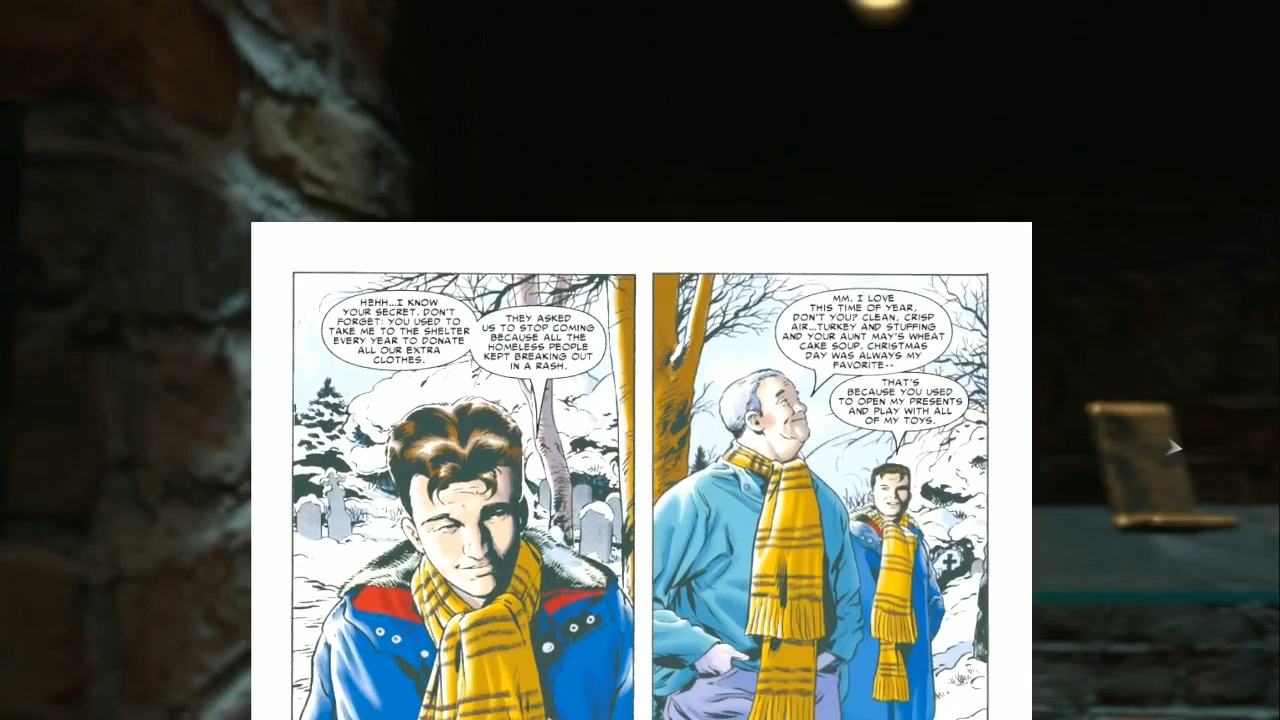 HEHH...I KNOW
YOUR SECRET. DON'T
FORGET: YOU USED TO
TAKE ME TO THE SHELTER
EVERY YEAR TO DONATE
ALL OUR EXTRA
CLOTHES.
THEY ASKED
US TO STOP COMING
BECAUSE ALL THE
HOMELESS PEOPLE
KEPT BREAKING OUT
IN A RASH.
MM. I LOVE
THIS TIME OF YEAR,
DON'T YOU? CLEAN, CRISP
AIR...TURKEY AND STUFFING
AND YOUR AUNT MAY'S WHEAT
CAKE SOUP. CHRISTMAS
DAY WAS ALWAYS MY
FAVORITE--
THAT'S
BECAUSE YOU USED
TO OPEN MY PRESENTS
AND PLAY WITH ALL
OF MY TOYS.